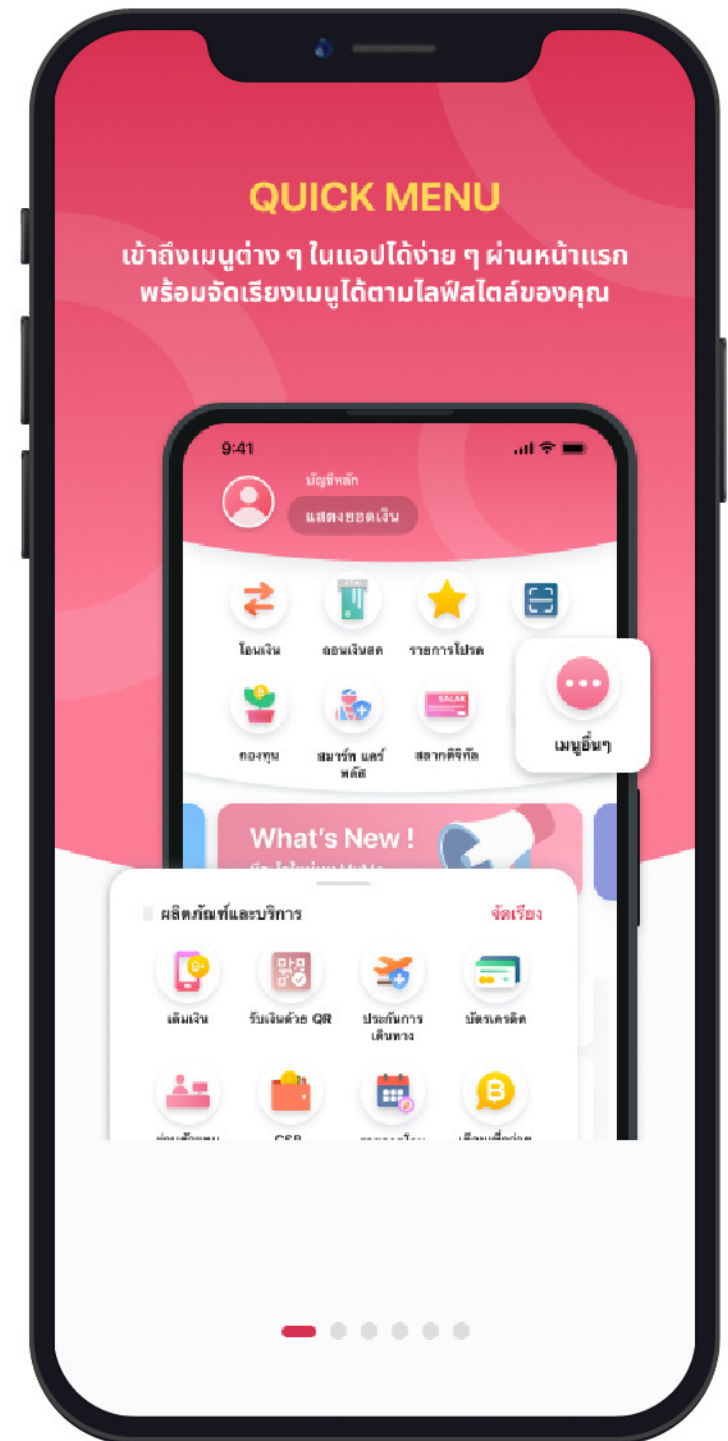 QUICK MENU
เข้าถึงเมนูต่าง ๆ ในแอปได้ง่าย ๆ ผ่านหน้าแรก
พร้อมจัดเรียงเมนูได้ตามไลฟ์สไตล์ของคุณ
9:41
บัญชีหลัก
แสดงยอดเงิน
โอนเงิน ถอนเงินสด รายการโปรด
SALAK
กองทุน สมาร์ท แคร์ สลากดิจิทัล เมนูอื่นๆ
พลัส
What's New !
ผลิตภัณฑ์และบริการ จัดเรียง
เติมเงิน รับเงินด้วย QR ประกันการ บัตรเครดิต
เดินทาง